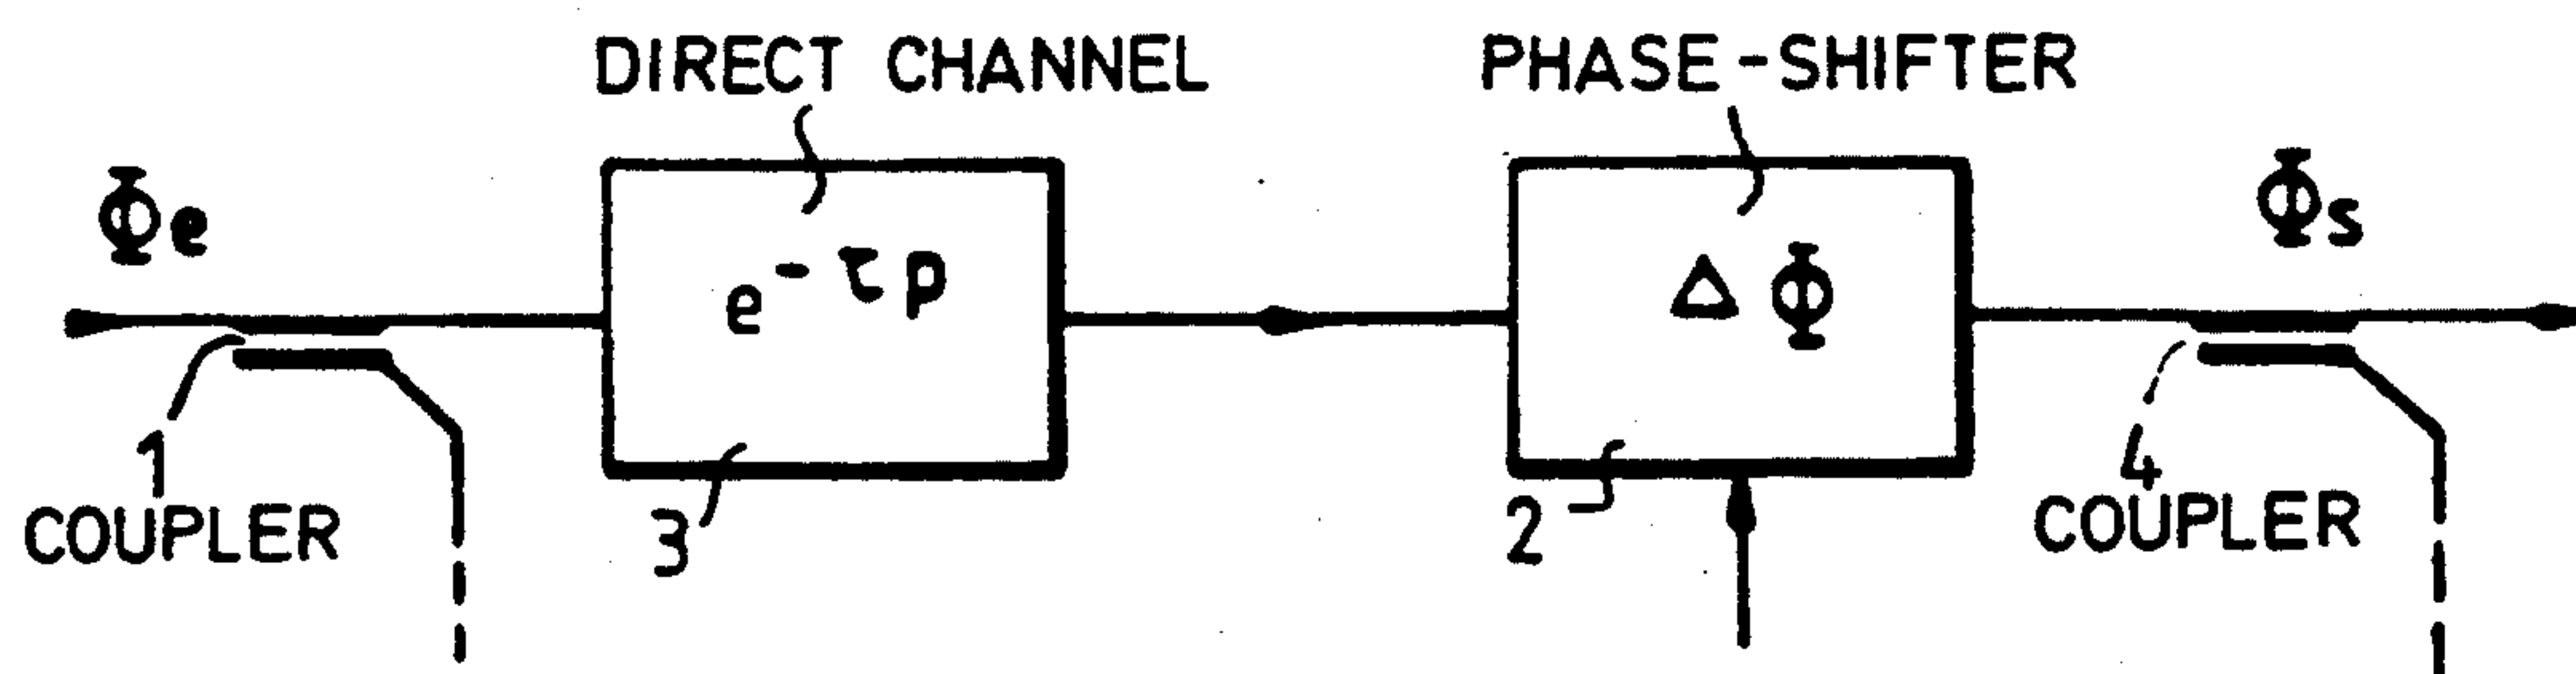 DIRECT CHANNEL
PHASE-SHIFTER
Φe
e^-τp
ΔΦ
Φs
1
COUPLER
3
2
4
COUPLER